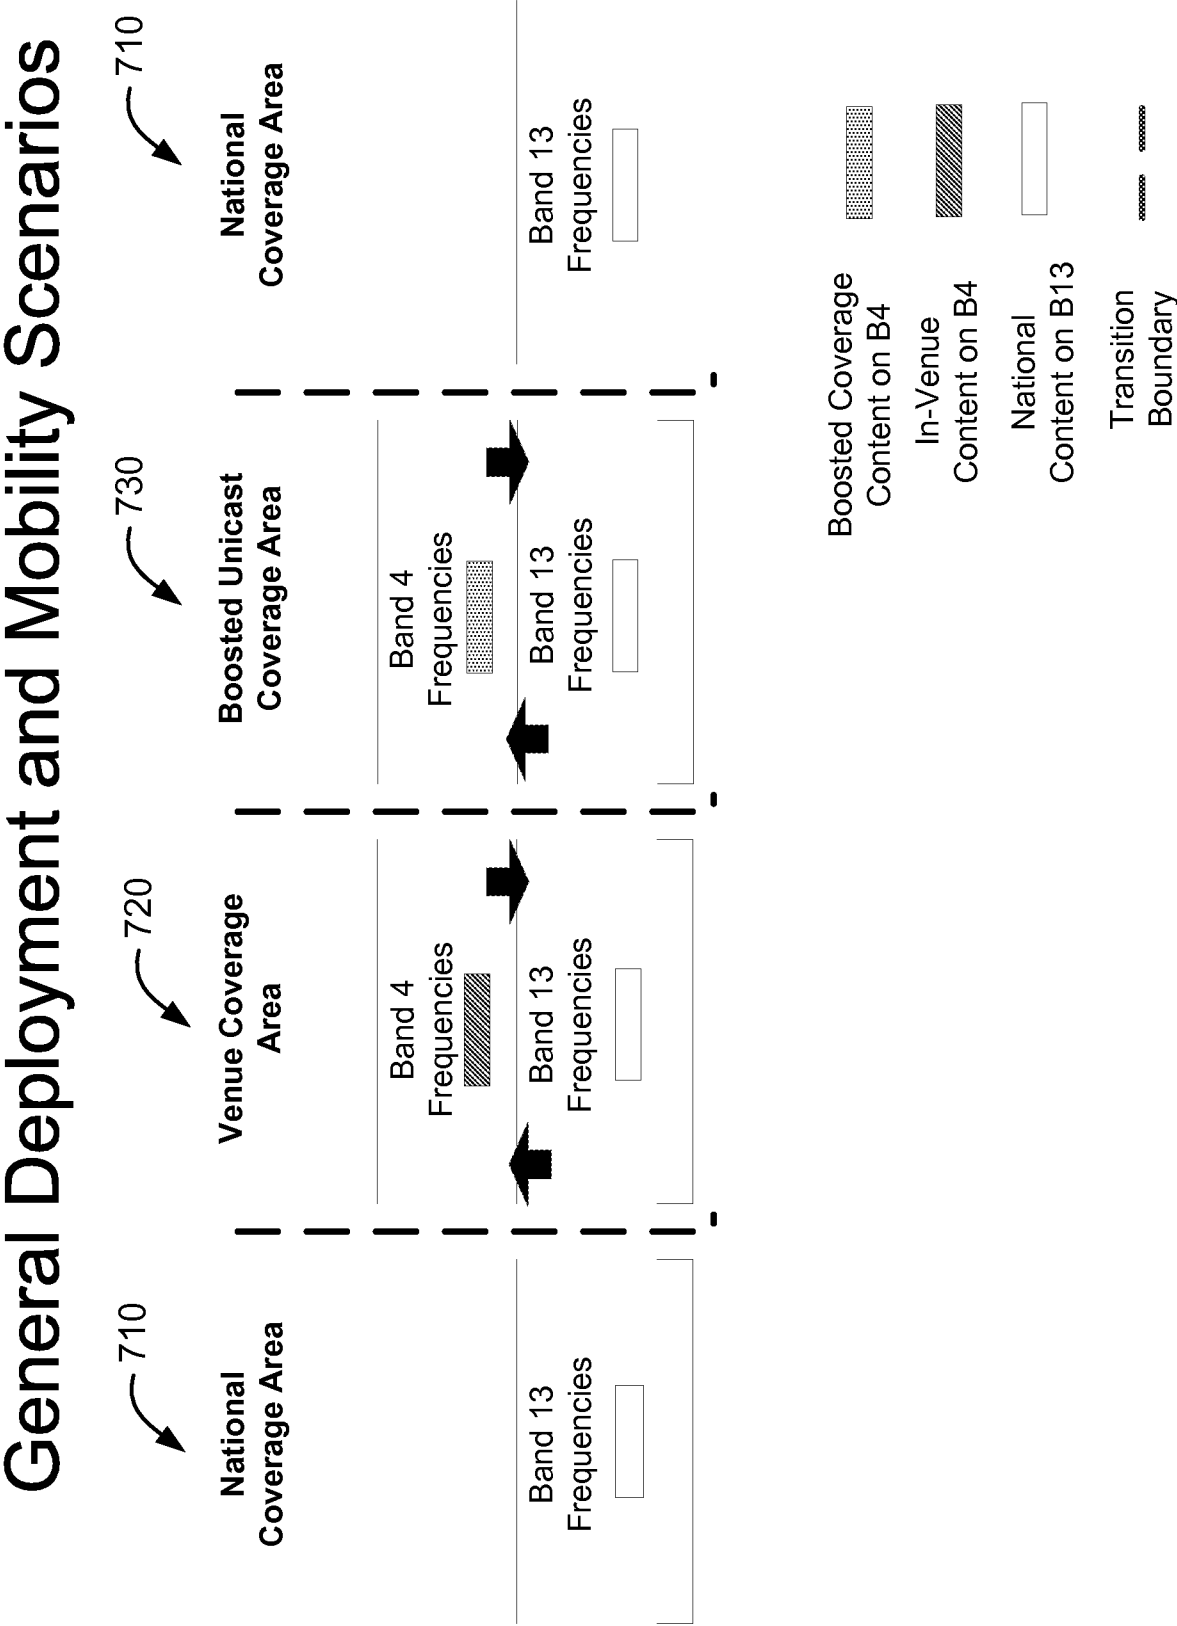 General Deployment and Mobility Scenarios
710
National
Coverage Area
Band 13
Frequencies
720
Venue Coverage
Area
Band 4
Frequencies
Band 13
Frequencies
730
Boosted Unicast
Coverage Area
Band 4
Frequencies
Band 13
Frequencies
710
National
Coverage Area
Band 13
Frequencies
Boosted Coverage
Content on B4
In-Venue
Content on B4
National
Content on B13
Transition
Boundary